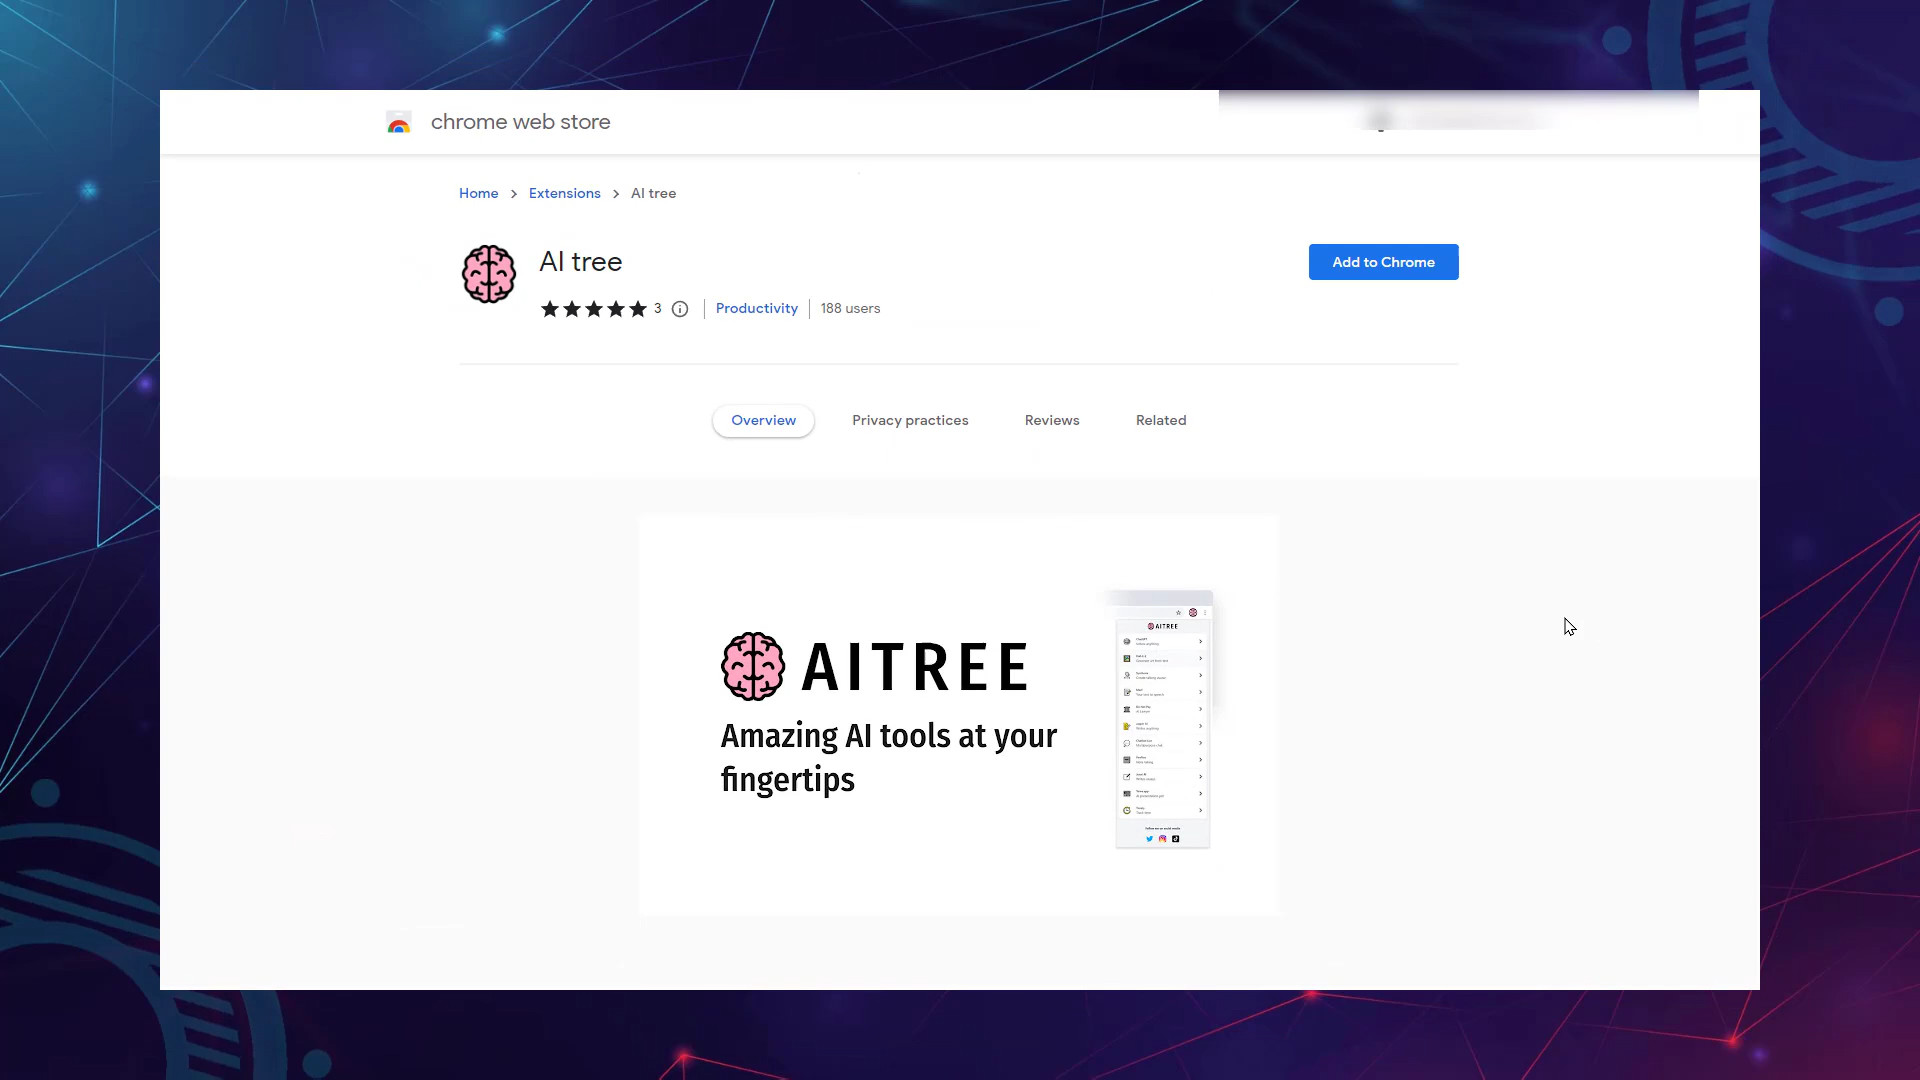 chrome web store
Home > Extensions > AI tree
AI tree
Add to Chrome
3 Productivity 188 users
Overview Privacy practices Reviews Related
AITREE
Amazing AI tools at your
fingertips
AITREE